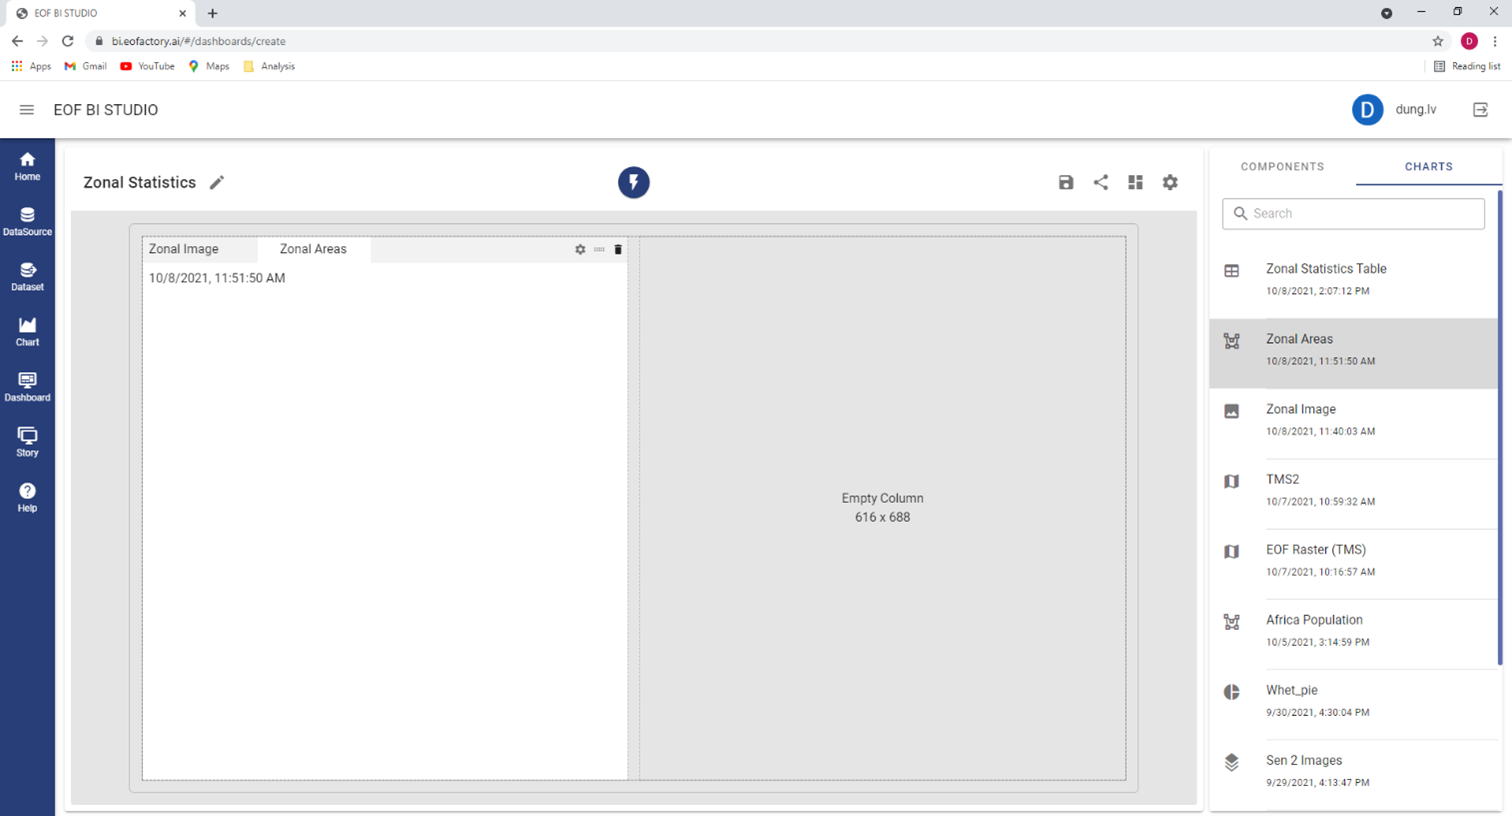 EOF BI STUDIO
bi.eofactory.ai/#/dashboards/create
D
Apps
Gmail
YouTube
Maps
Analysis
Reading list
EOF BI STUDIO
D
dung.lv
Home
DataSource
Dataset
Chart
Dashboard
Story
Help
Zonal Statistics
Zonal Image
Zonal Areas
10/8/2021, 11:51:50 AM
Empty Column
616 x 688
COMPONENTS
CHARTS
Search
Zonal Statistics Table
10/8/2021, 2:07:12 PM
Zonal Areas
10/8/2021, 11:51:50 AM
Zonal Image
10/8/2021, 11:40:03 AM
TMS2
10/7/2021, 10:59:32 AM
EOF Raster (TMS)
10/7/2021, 10:16:57 AM
Africa Population
10/5/2021, 3:14:59 PM
Whet_pie
9/30/2021, 4:30:04 PM
Sen 2 Images
9/29/2021, 4:13:47 PM